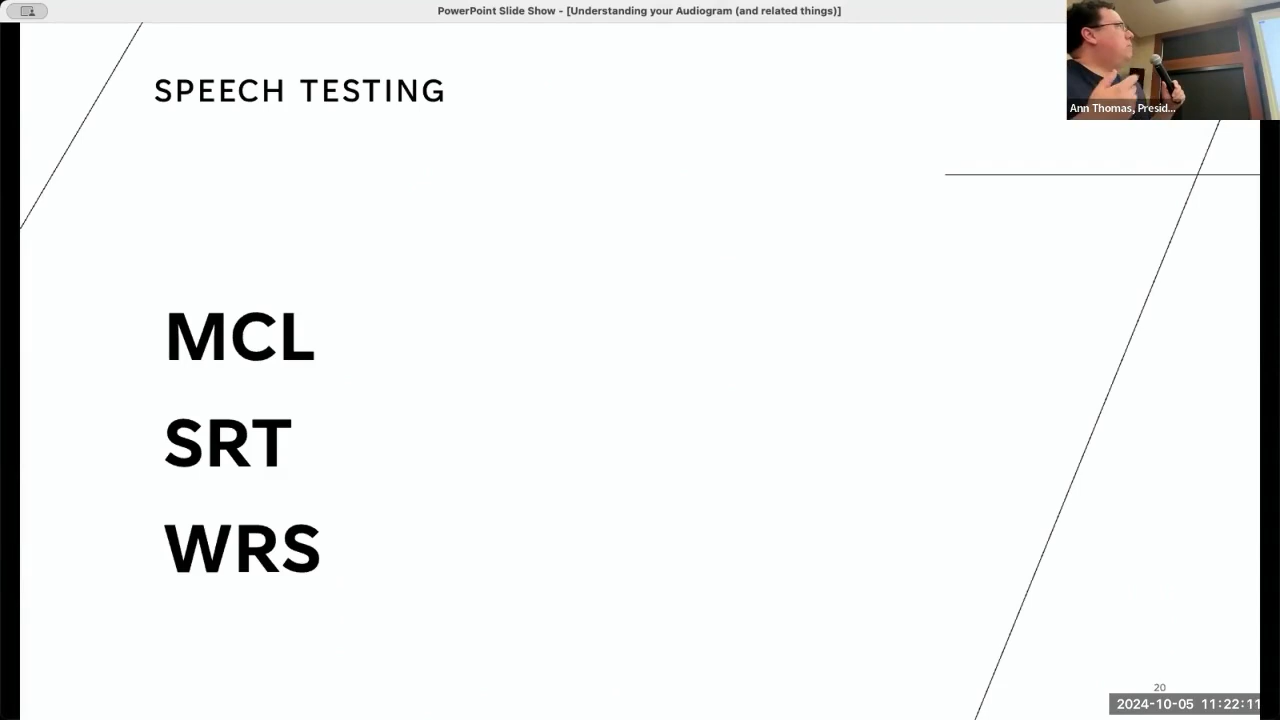 PowerPoint Slide Show - [Understanding your Audiogram (and related things)]
Ann Thomas, Presid...
SPEECH TESTING
MCL
SRT
WRS
20
2024-10-05 11:22:11